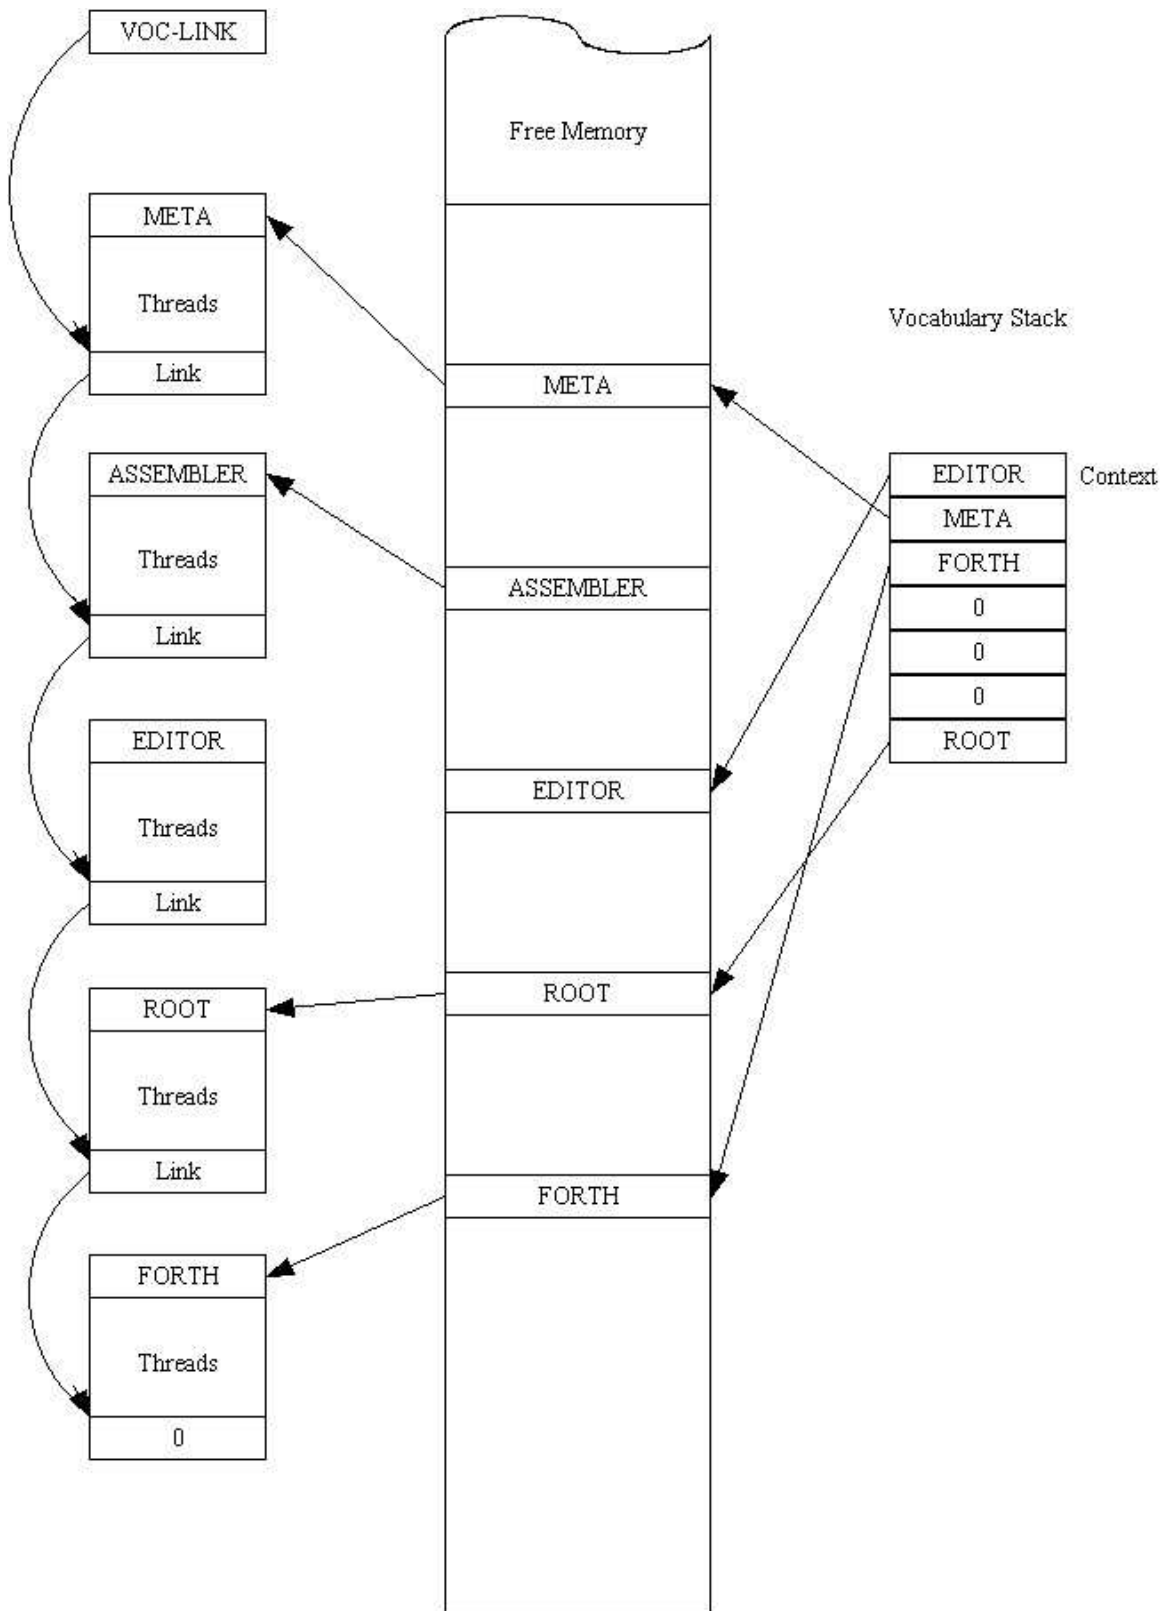 VOC-LINK
META
Threads
Link
ASSEMBLER
Threads
Link
EDITOR
Threads
Link
ROOT
Threads
Link
FORTH
Threads
0
Free Memory
META
ASSEMBLER
EDITOR
ROOT
FORTH
Vocabulary Stack
EDITOR Context
META
FORTH
0
0
0
ROOT